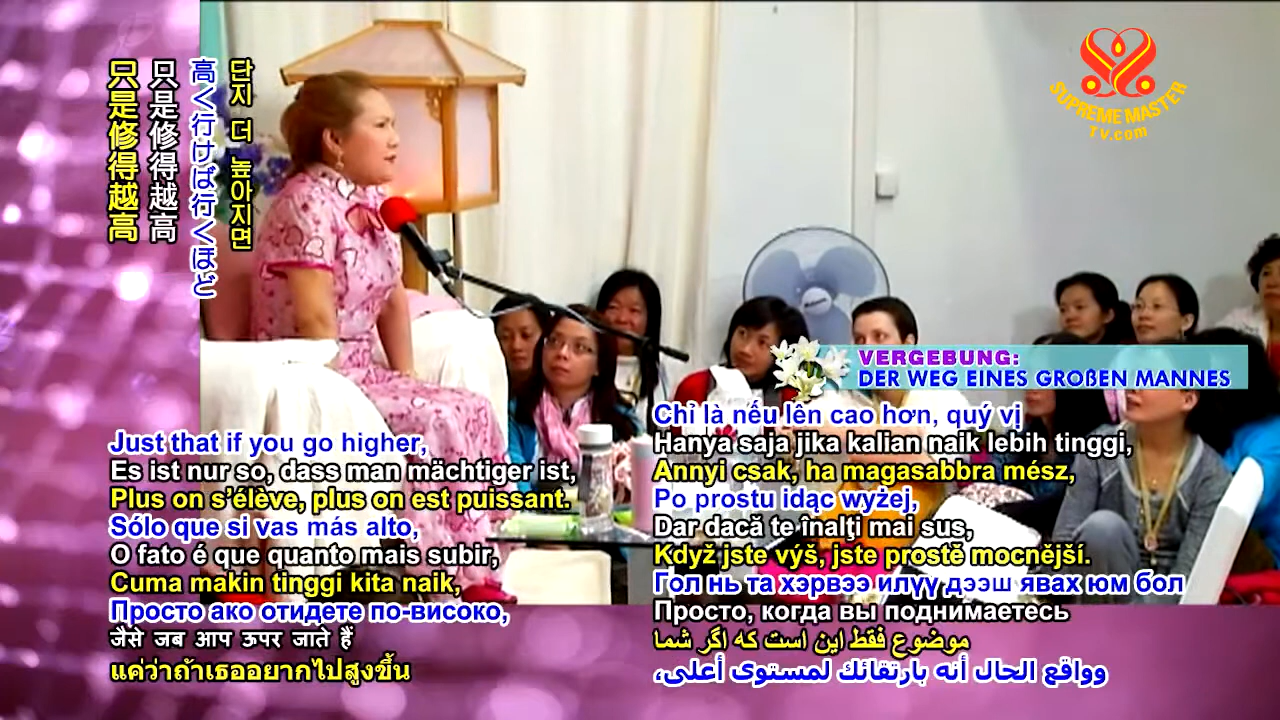 只是修得越高
只是修得越高
高く行けば行くほど
단지 더 높아지면
SUPREME MASTER
TV.com
VERGEBUNG:
DER WEG EINES GROßEN MANNES
Just that if you go higher,
Es ist nur so, dass man mächtiger ist,
Plus on s'élève, plus on est puissant.
Sólo que si vas más alto,
O fato é que quanto mais subir,
Cuma makin tinggi kita naik,
Просто ако отидете по-високо,
जैसे जब आप ऊपर जाते हैं
แค่ว่าถ้าเธออยากไปสูงขึ้น
Chỉ là nếu lên cao hơn, quý vị
Hanya saja jika kalian naik lebih tinggi,
Annyi csak, ha magasabbra mész,
Po prostu idąc wyżej,
Dar dacă te înalţi mai sus,
Když jste výš, jste prostě mocnější.
Гол нь та хэрвээ илүү дээш явах юм бол
Просто, когда вы поднимаетесь
موضوع فقط این است که اگر شما
وواقع الحال أنه بارتقائك لمستوى أعلى،